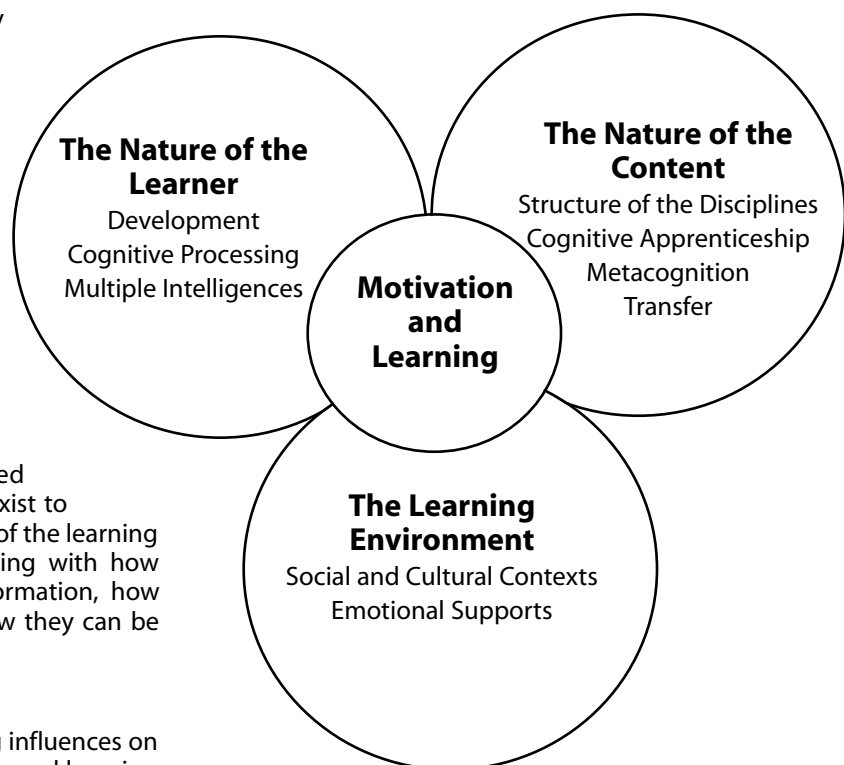 The Nature of the
Learner
Development
Cognitive Processing
Multiple Intelligences
The Nature of the
Content
Structure of the Disciplines
Cognitive Apprenticeship
Metacognition
Transfer
Motivation
and
Learning
The Learning
Environment
Social and Cultural Contexts
Emotional Supports
xist to
of the learning
ing with how
ormation, how
w they can be
influences on